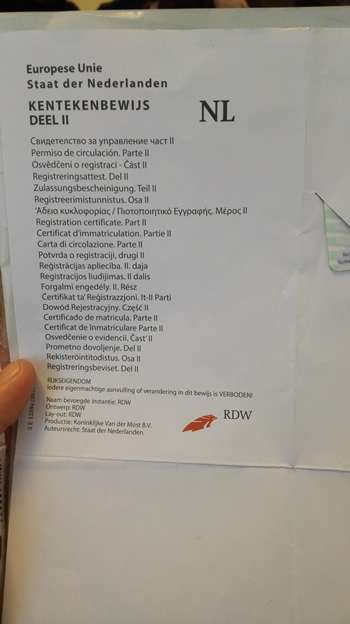 Europese Unie
Staat der Nederlanden
KENTEKENBEWIJS
DEEL II
NL
Свидетелство за управление част II
Permiso de circulación. Parte II
Osvědčení o registraci - Část II
Registreringsattest. Del II
Zulassungsbescheinigung. Teil II
Registreerimistunnistus. Osa II
'Αδεια κυκλοφορίας / Πιστοποιητικό Εγγραφής. Μέρος II
Registration certificate. Part II
Certificat d'immatriculation. Partie II
Carta di circolazione. Parte II
Potvrda o registraciji, drugi II
Reģistrācijas apliecība. II. daļa
Registracijos liudijimas. II dalis
Forgalmi engedély. II. Rész
Ċertifikat ta' Reġistrazzjoni. It-II Parti
Dowód Rejestracyjny. Część II
Certificado de matrícula. Parte II
Certificat de înmatriculare Parte II
Osvedčenie o evidencii. Časť II
Prometno dovoljenje. Del II
Rekisteröintitodistus. Osa II
Registreringsbeviset. Del II
RIJKSEIGENDOM
Iedere eigenmachtige aanvulling of verandering in dit bewijs is VERBODEN!
Naam bevoegde instantie: RDW
Ontwerp: RDW
Lay-out: RDW
Productie: Koninklijke Van der Most B.V.
Auteursrecht: Staat der Nederlanden.
RDW